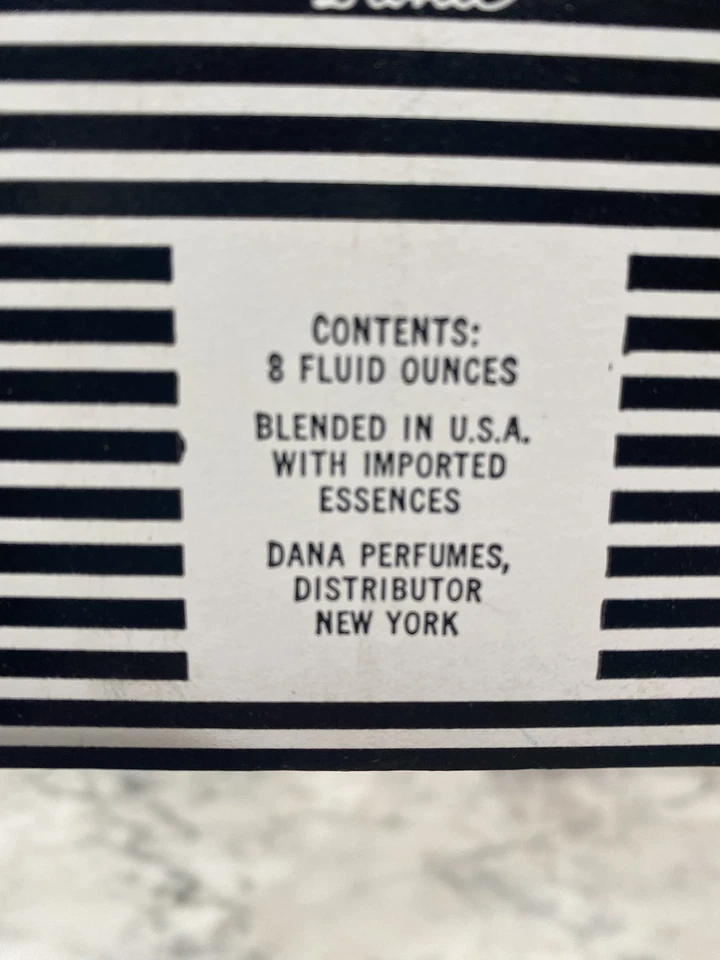 CONTENTS:
8 FLUID OUNCES
BLENDED IN U.S.A.
WITH IMPORTED
ESSENCES
DANA PERFUMES,
DISTRIBUTOR
NEW YORK